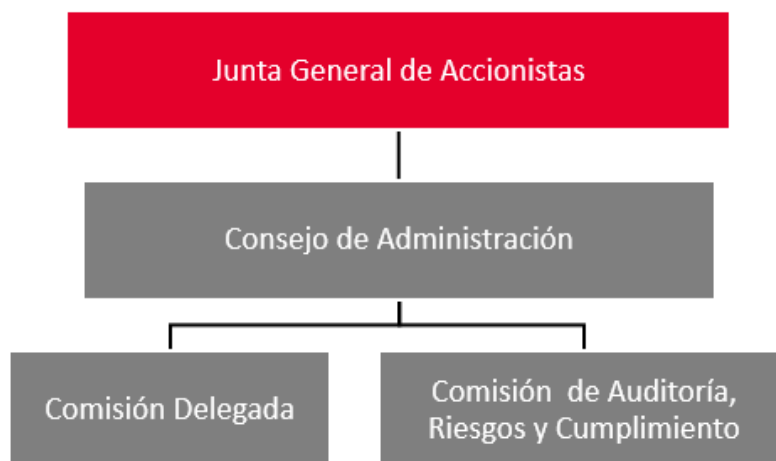 Junta General de Accionistas
Consejo de Administración
Comisión Delegada
Comisión de Auditoría,
Riesgos y Cumplimiento